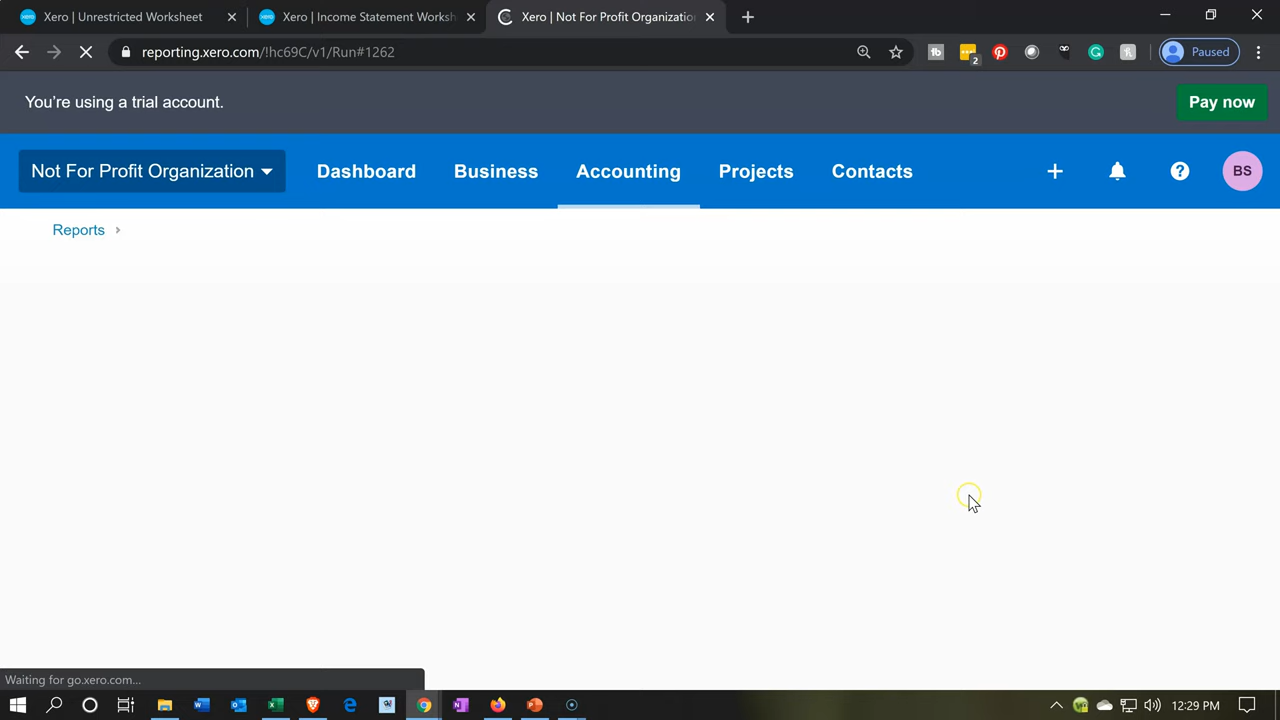 Xero | Unrestricted Worksheet
Xero | Income Statement Worksh
Xero | Not For Profit Organizatio
reporting.xero.com/!hc69C/v1/Run#1262
2
Paused
You're using a trial account.
Pay now
Not For Profit Organization
Dashboard
Business
Accounting
Projects
Contacts
BS
Reports
Waiting for go.xero.com...
12:29 PM